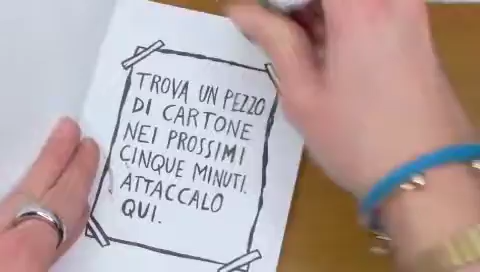 TROVA UN PEZZO
DI CARTONE
NEI PROSSIMI
CINQUE MINUTI.
ATTACCALO
QUI.